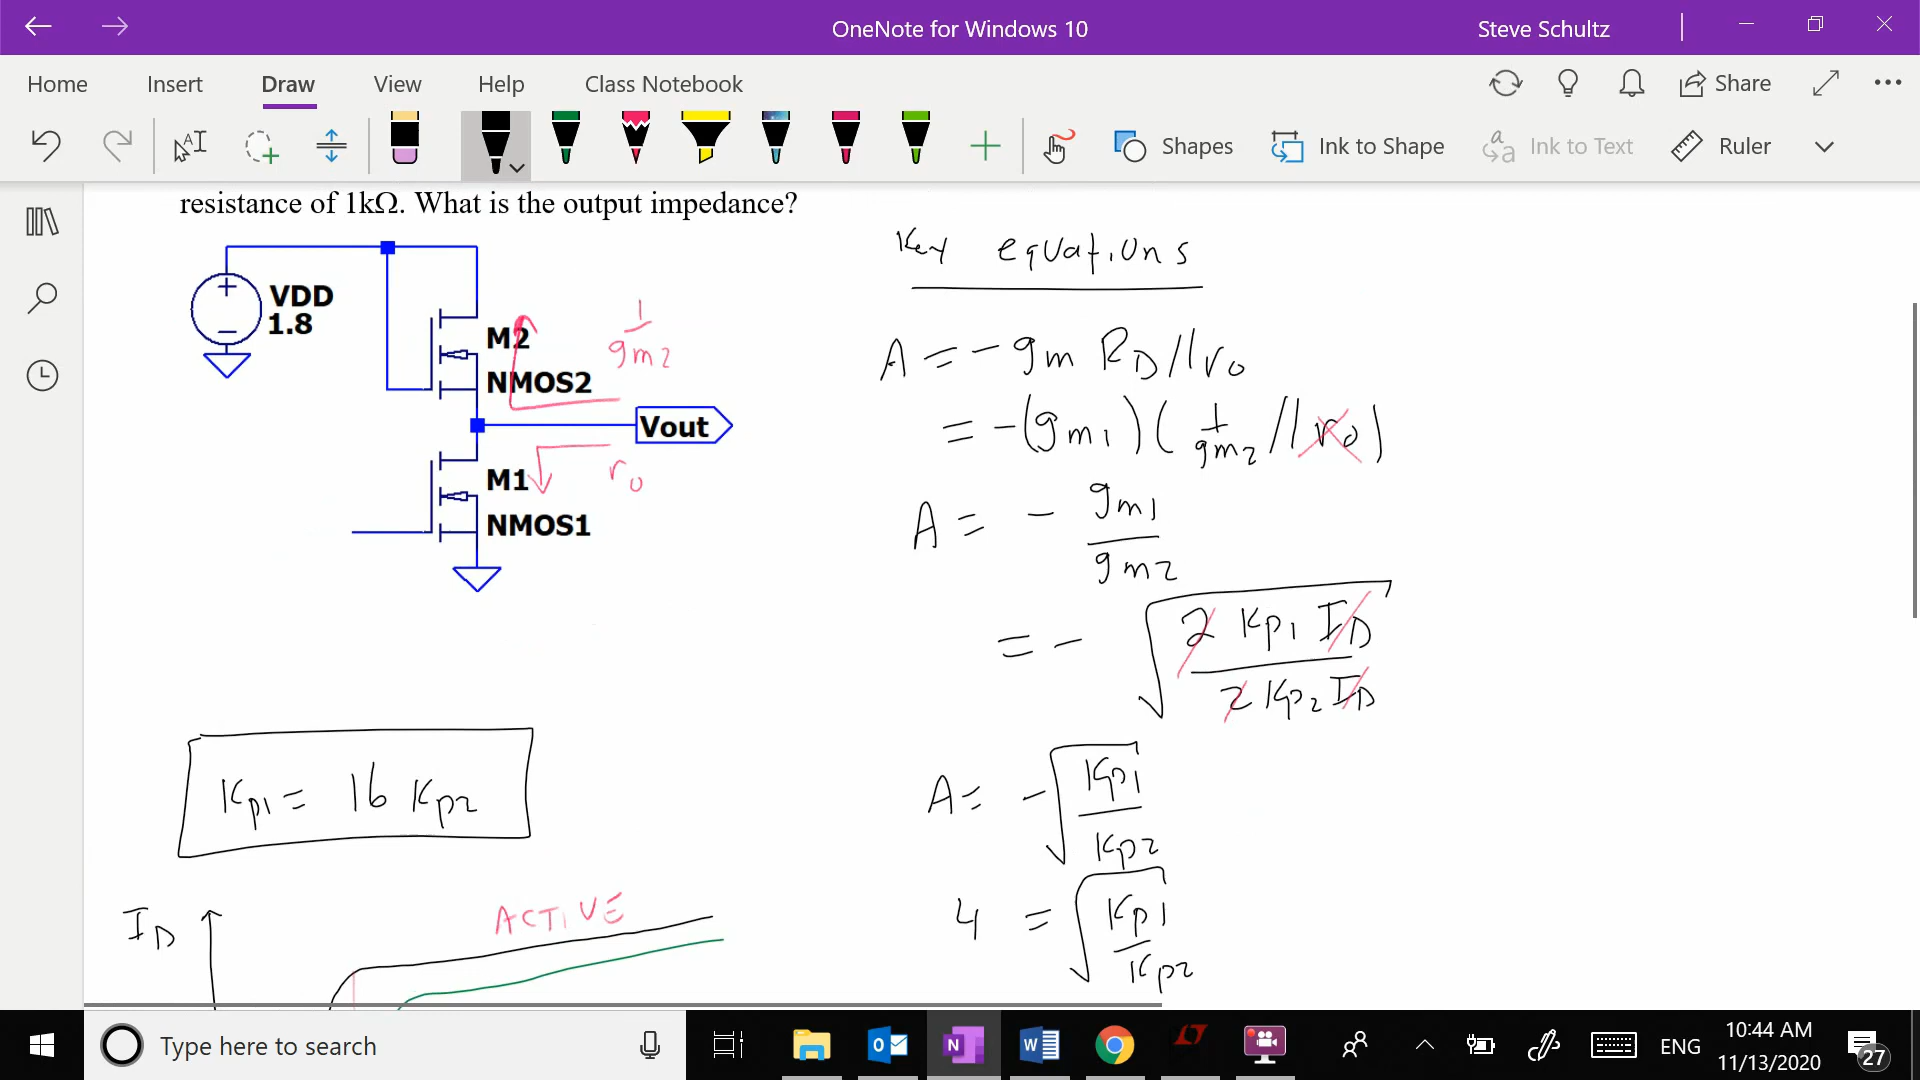 OneNote for Windows 10
Steve Schultz
Home Insert Draw View Help Class Notebook Share
Shapes Ink to Shape Ink to Text Ruler
resistance of 1kΩ. What is the output impedance?
VDD
1.8
M2
NMOS2
1/gm2
Vout
M1
NMOS1
ro
Key equations
A = -gm RD//ro
= -(gm1)(1/gm2//ro)
A = - gm1/gm2
= - √(2 Kp1 ID/2 Kp2 ID)
A = -√(Kp1/Kp2)
4 = √(Kp1/Kp2)
Kp1 = 16 Kp2
ID
ACTIVE
Type here to search
ENG
10:44 AM
11/13/2020
27